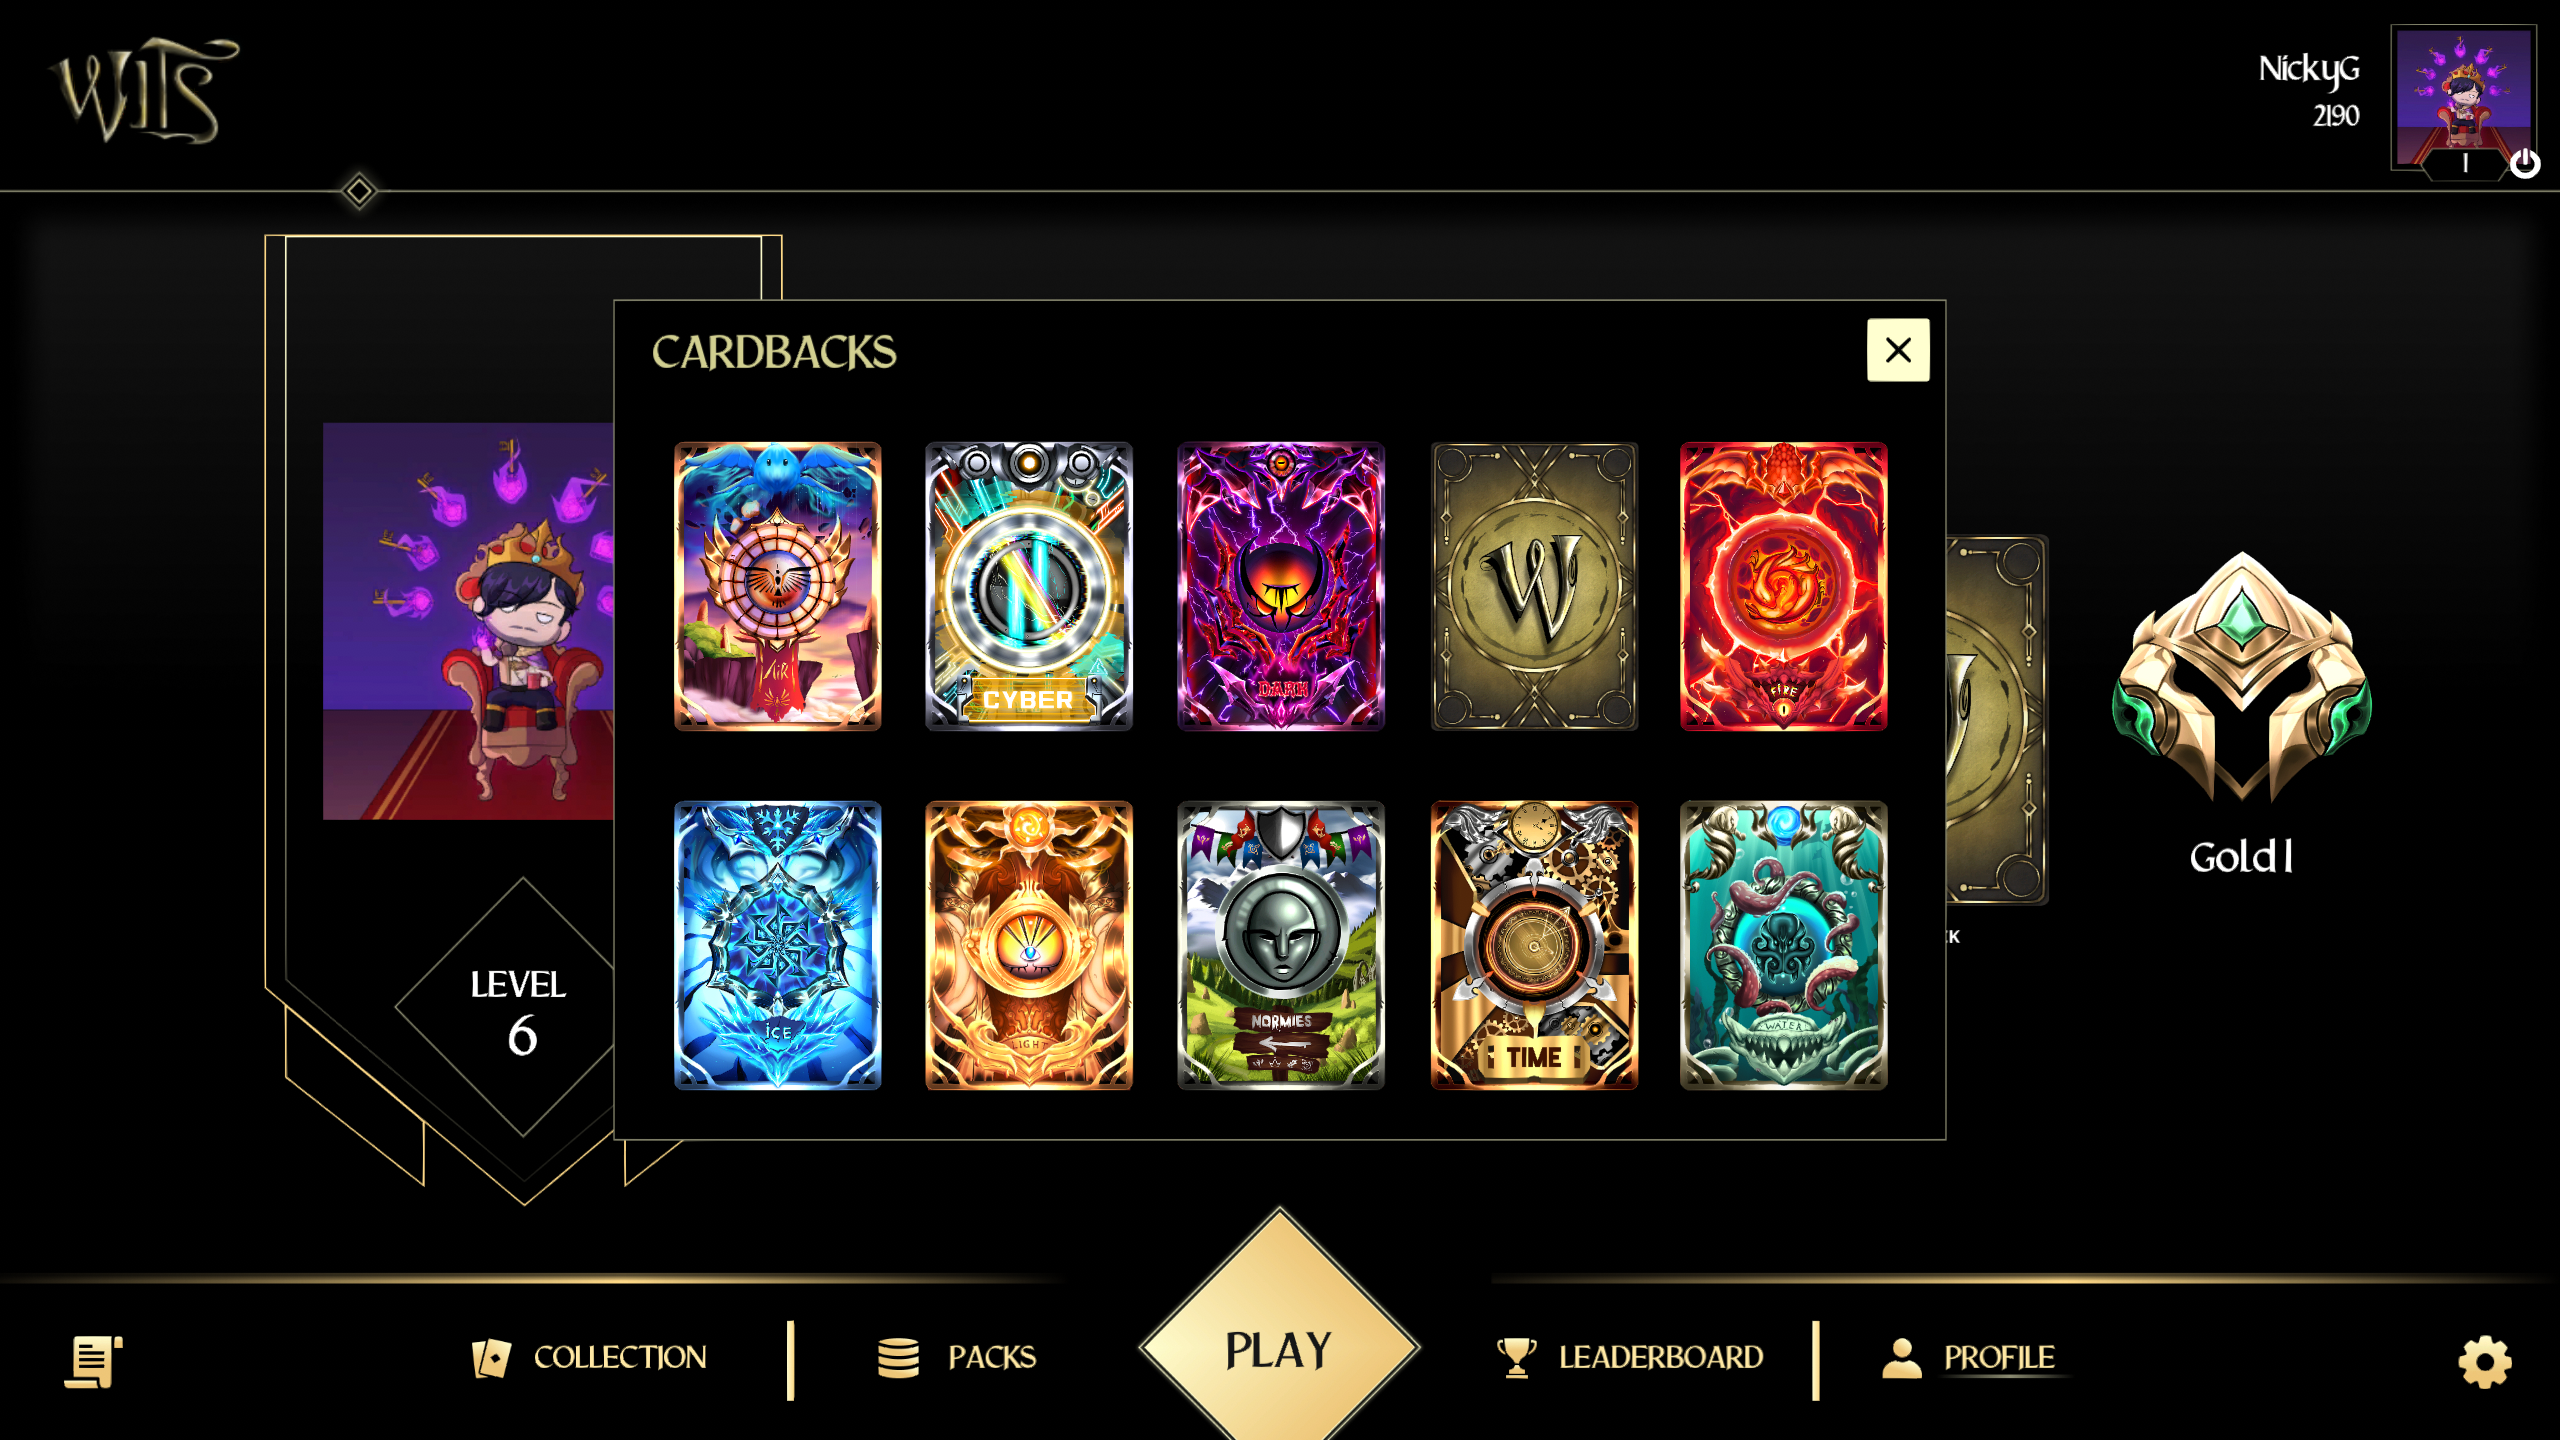 WITS
NickyG
2190
1
CARDBACKS
AIR
CYBER
DARK
W
FIRE
ICE
LIGHT
NORMIES
TIME
WATER
LEVEL
6
Gold 1
COLLECTION
PACKS
PLAY
LEADERBOARD
PROFILE